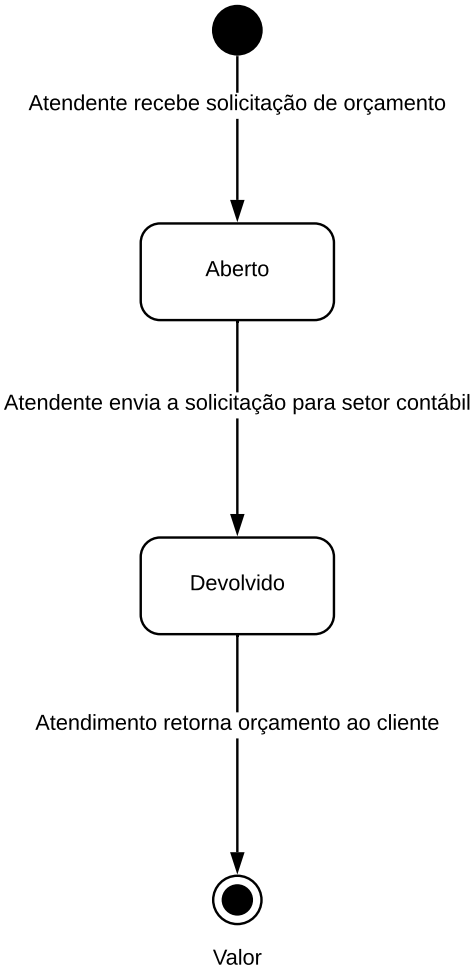 Atendente recebe solicitação de orçamento
Aberto
Atendente envia a solicitação para setor contábil
Devolvido
Atendimento retorna orçamento ao cliente
Valor